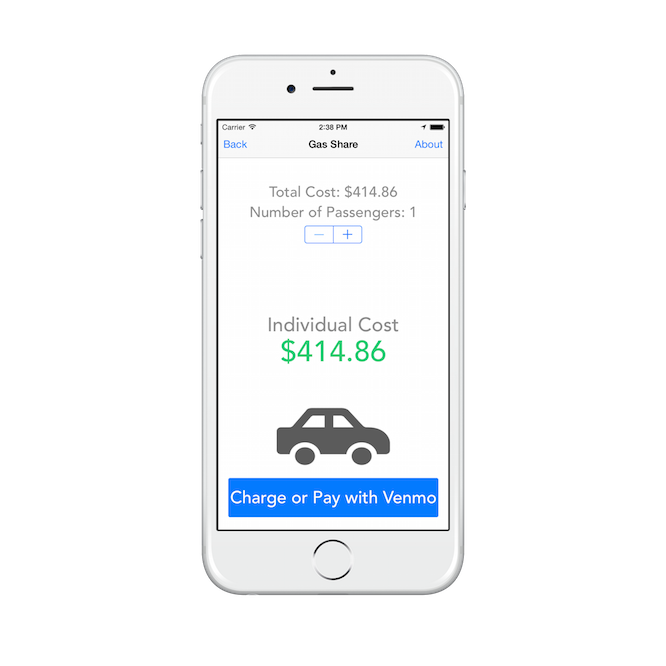 Carrier 2:38 PM
Back Gas Share About
Total Cost: $414.86
Number of Passengers: 1
− +
Individual Cost
$414.86
Charge or Pay with Venmo